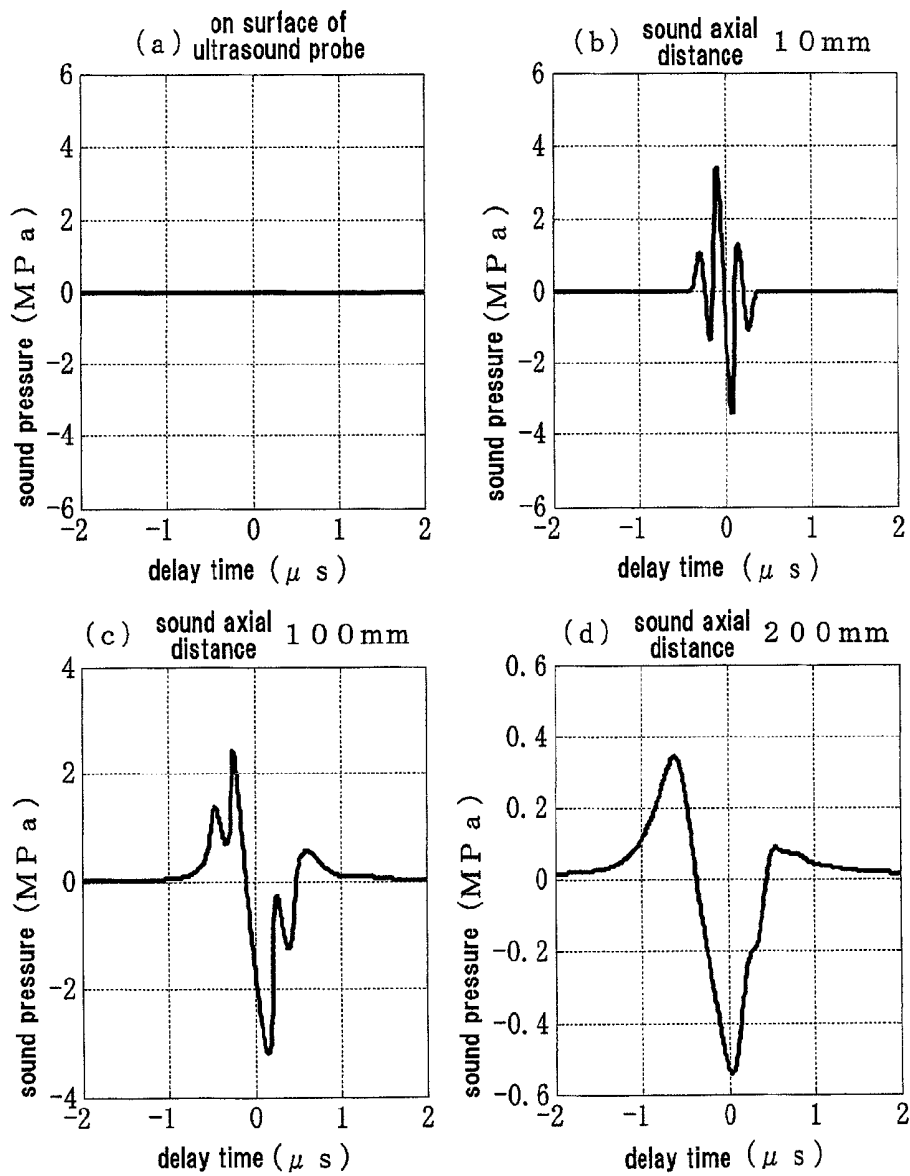 (a) on surface of
ultrasound probe
6
4
2
0
-2
-4
-6
-2 -1 0 1 2
sound pressure (MPa)
delay time (μs)
(b) sound axial
distance 10mm
6
4
2
0
-2
-4
-6
-2 -1 0 1 2
sound pressure (MPa)
delay time (μs)
(c) sound axial
distance 100mm
4
2
0
-2
-4
-2 -1 0 1 2
sound pressure (MPa)
delay time (μs)
(d) sound axial
distance 200mm
0.6
0.4
0.2
0
-0.2
-0.4
-0.6
-2 -1 0 1 2
sound pressure (MPa)
delay time (μs)